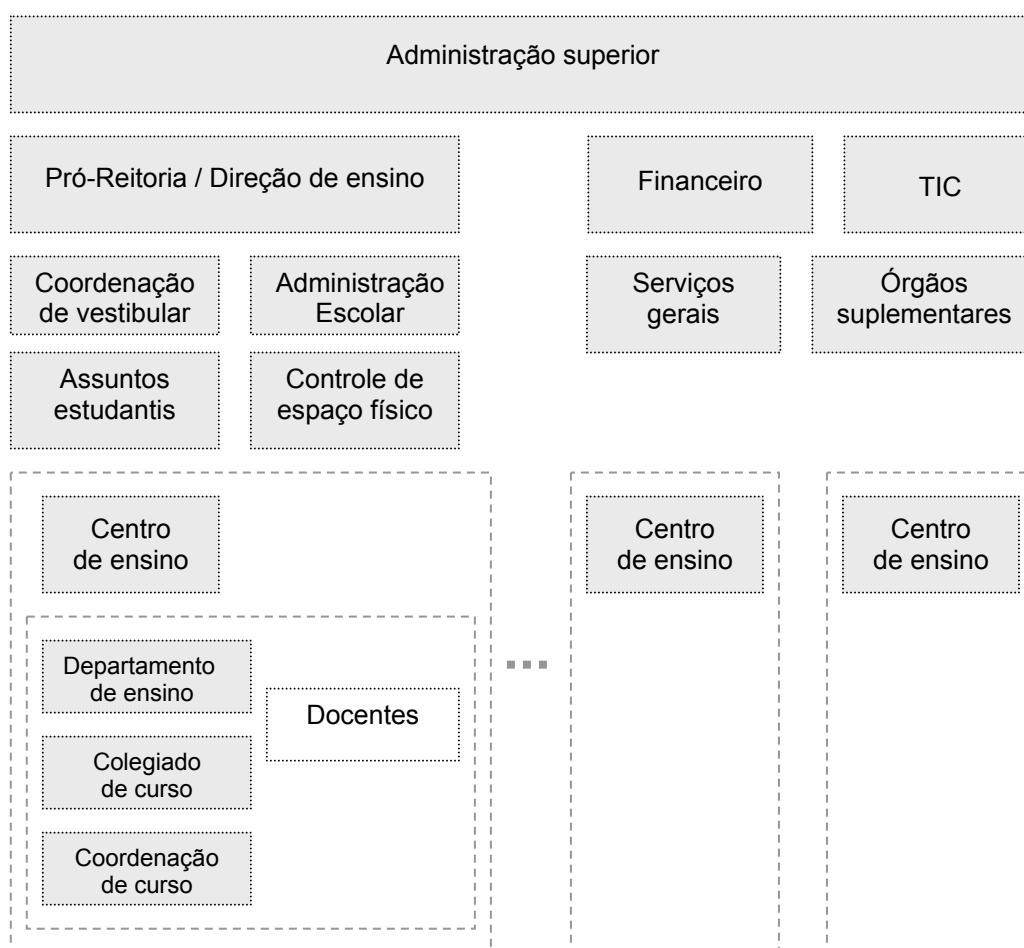 Administração superior
Pró-Reitoria / Direção de ensino
Financeiro
TIC
Coordenação
de vestibular
Administração
Escolar
Serviços
gerais
Órgãos
suplementares
Assuntos
estudantis
Controle de
espaço físico
Centro
de ensino
Centro
de ensino
Centro
de ensino
Departamento
de ensino
Docentes
Colegiado
de curso
Coordenação
de curso